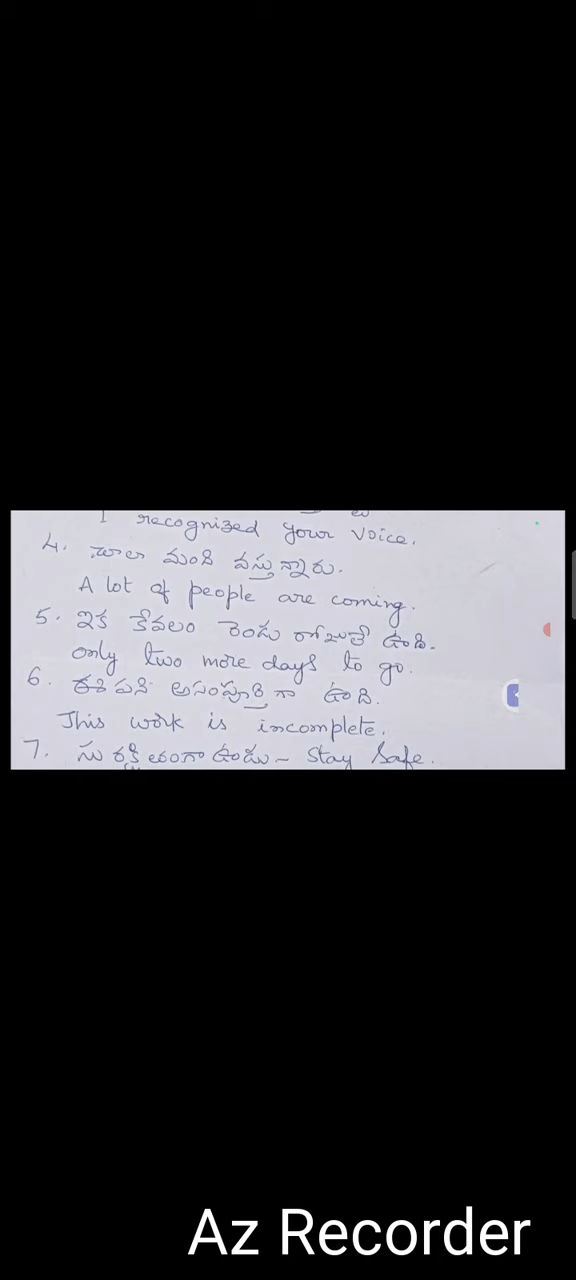 I recognized your voice.
4. చాలా మంది వస్తున్నారు.
A lot of people are coming.
5. ఇక కేవలం రెండు రోజులే ఉంది.
only two more days to go.
6. ఈ పని అసంపూర్తిగా ఉంది.
This work is incomplete.
7. సురక్షితంగా ఉండు - Stay Safe.
Az Recorder